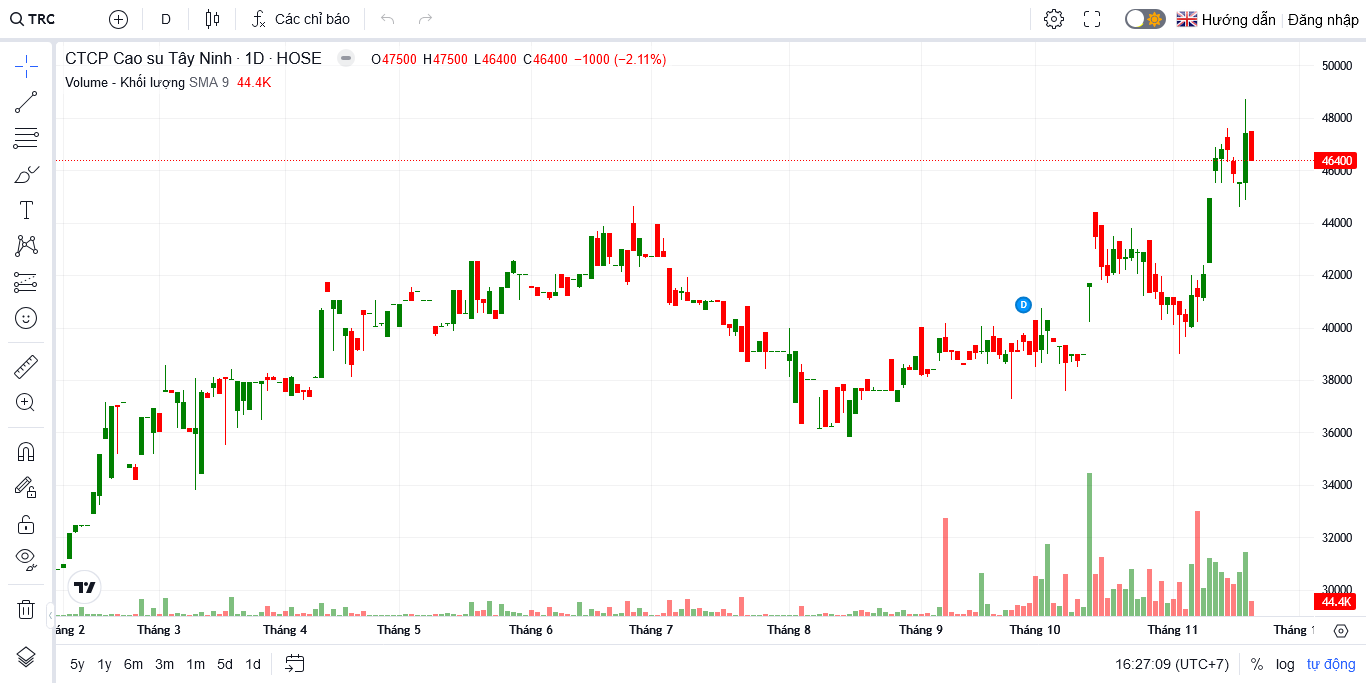 TRC D Các chỉ báo Hướng dẫn Đăng nhập
CTCP Cao su Tây Ninh · 1D · HOSE O47500 H47500 L46400 C46400 −1000 (−2.11%)
Volume - Khối lượng SMA 9 44.4K
50000
48000
46400
46000
44000
42000
40000
38000
36000
34000
32000
30000
44.4K
D
áng 2 Tháng 3 Tháng 4 Tháng 5 Tháng 6 Tháng 7 Tháng 8 Tháng 9 Tháng 10 Tháng 11 Tháng 1
5y 1y 6m 3m 1m 5d 1d 16:27:09 (UTC+7) % log tự động